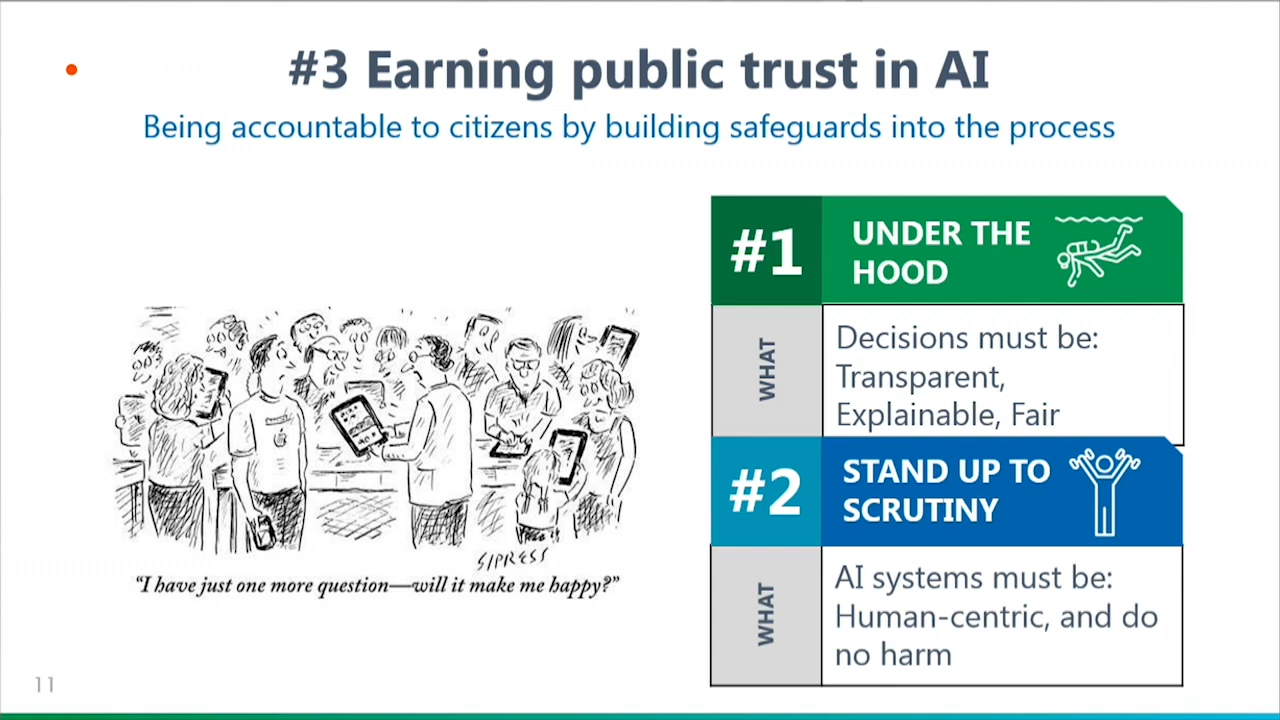 #3 Earning public trust in AI
Being accountable to citizens by building safeguards into the process
#1
UNDER THE
HOOD
WHAT
Decisions must be:
Transparent,
Explainable, Fair
#2
STAND UP TO
SCRUTINY
WHAT
AI systems must be:
Human-centric, and do
no harm
SIPRESS
“I have just one more question—will it make me happy?”
11